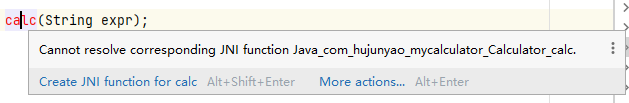 calc(String expr);
Cannot resolve corresponding JNI function Java_com_hujunyao_mycalculator_Calculator_calc.
Create JNI function for calc Alt+Shift+Enter More actions... Alt+Enter